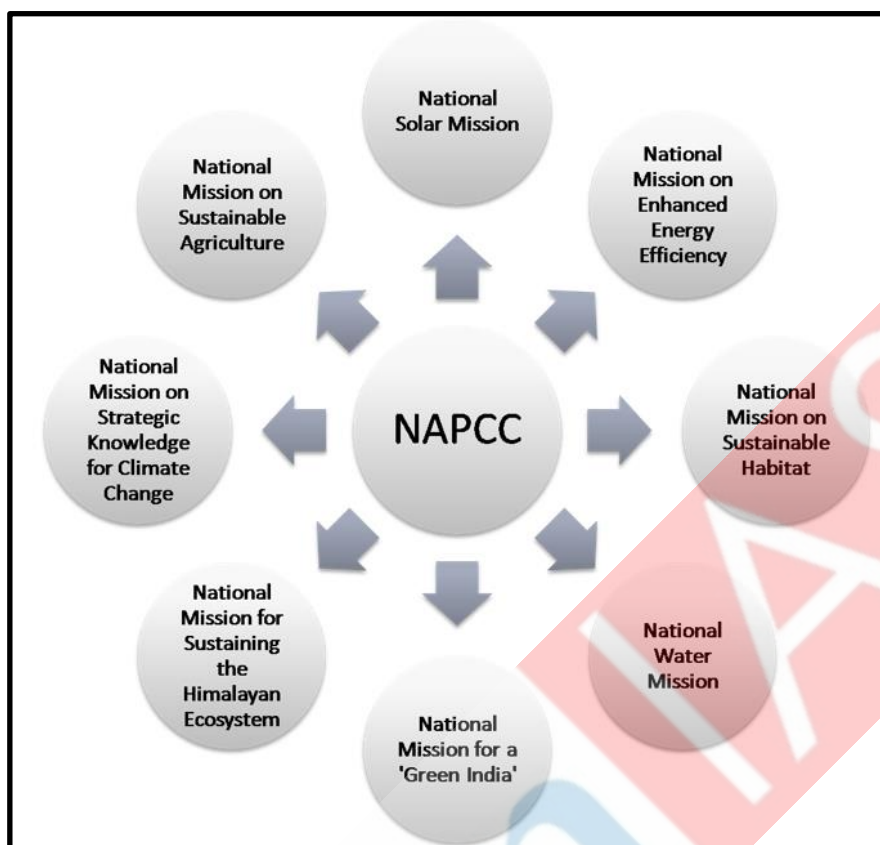 National
Solar Mission
National
Mission on
Enhanced
Energy
Efficiency
National
Mission on
Sustainable
Habitat
National
Water
Mission
National
Mission for a
'Green India'
National
Mission for
Sustaining
the
Himalayan
Ecosystem
National
Mission on
Strategic
Knowledge
for Climate
Change
National
Mission on
Sustainable
Agriculture
NAPCC
IAS